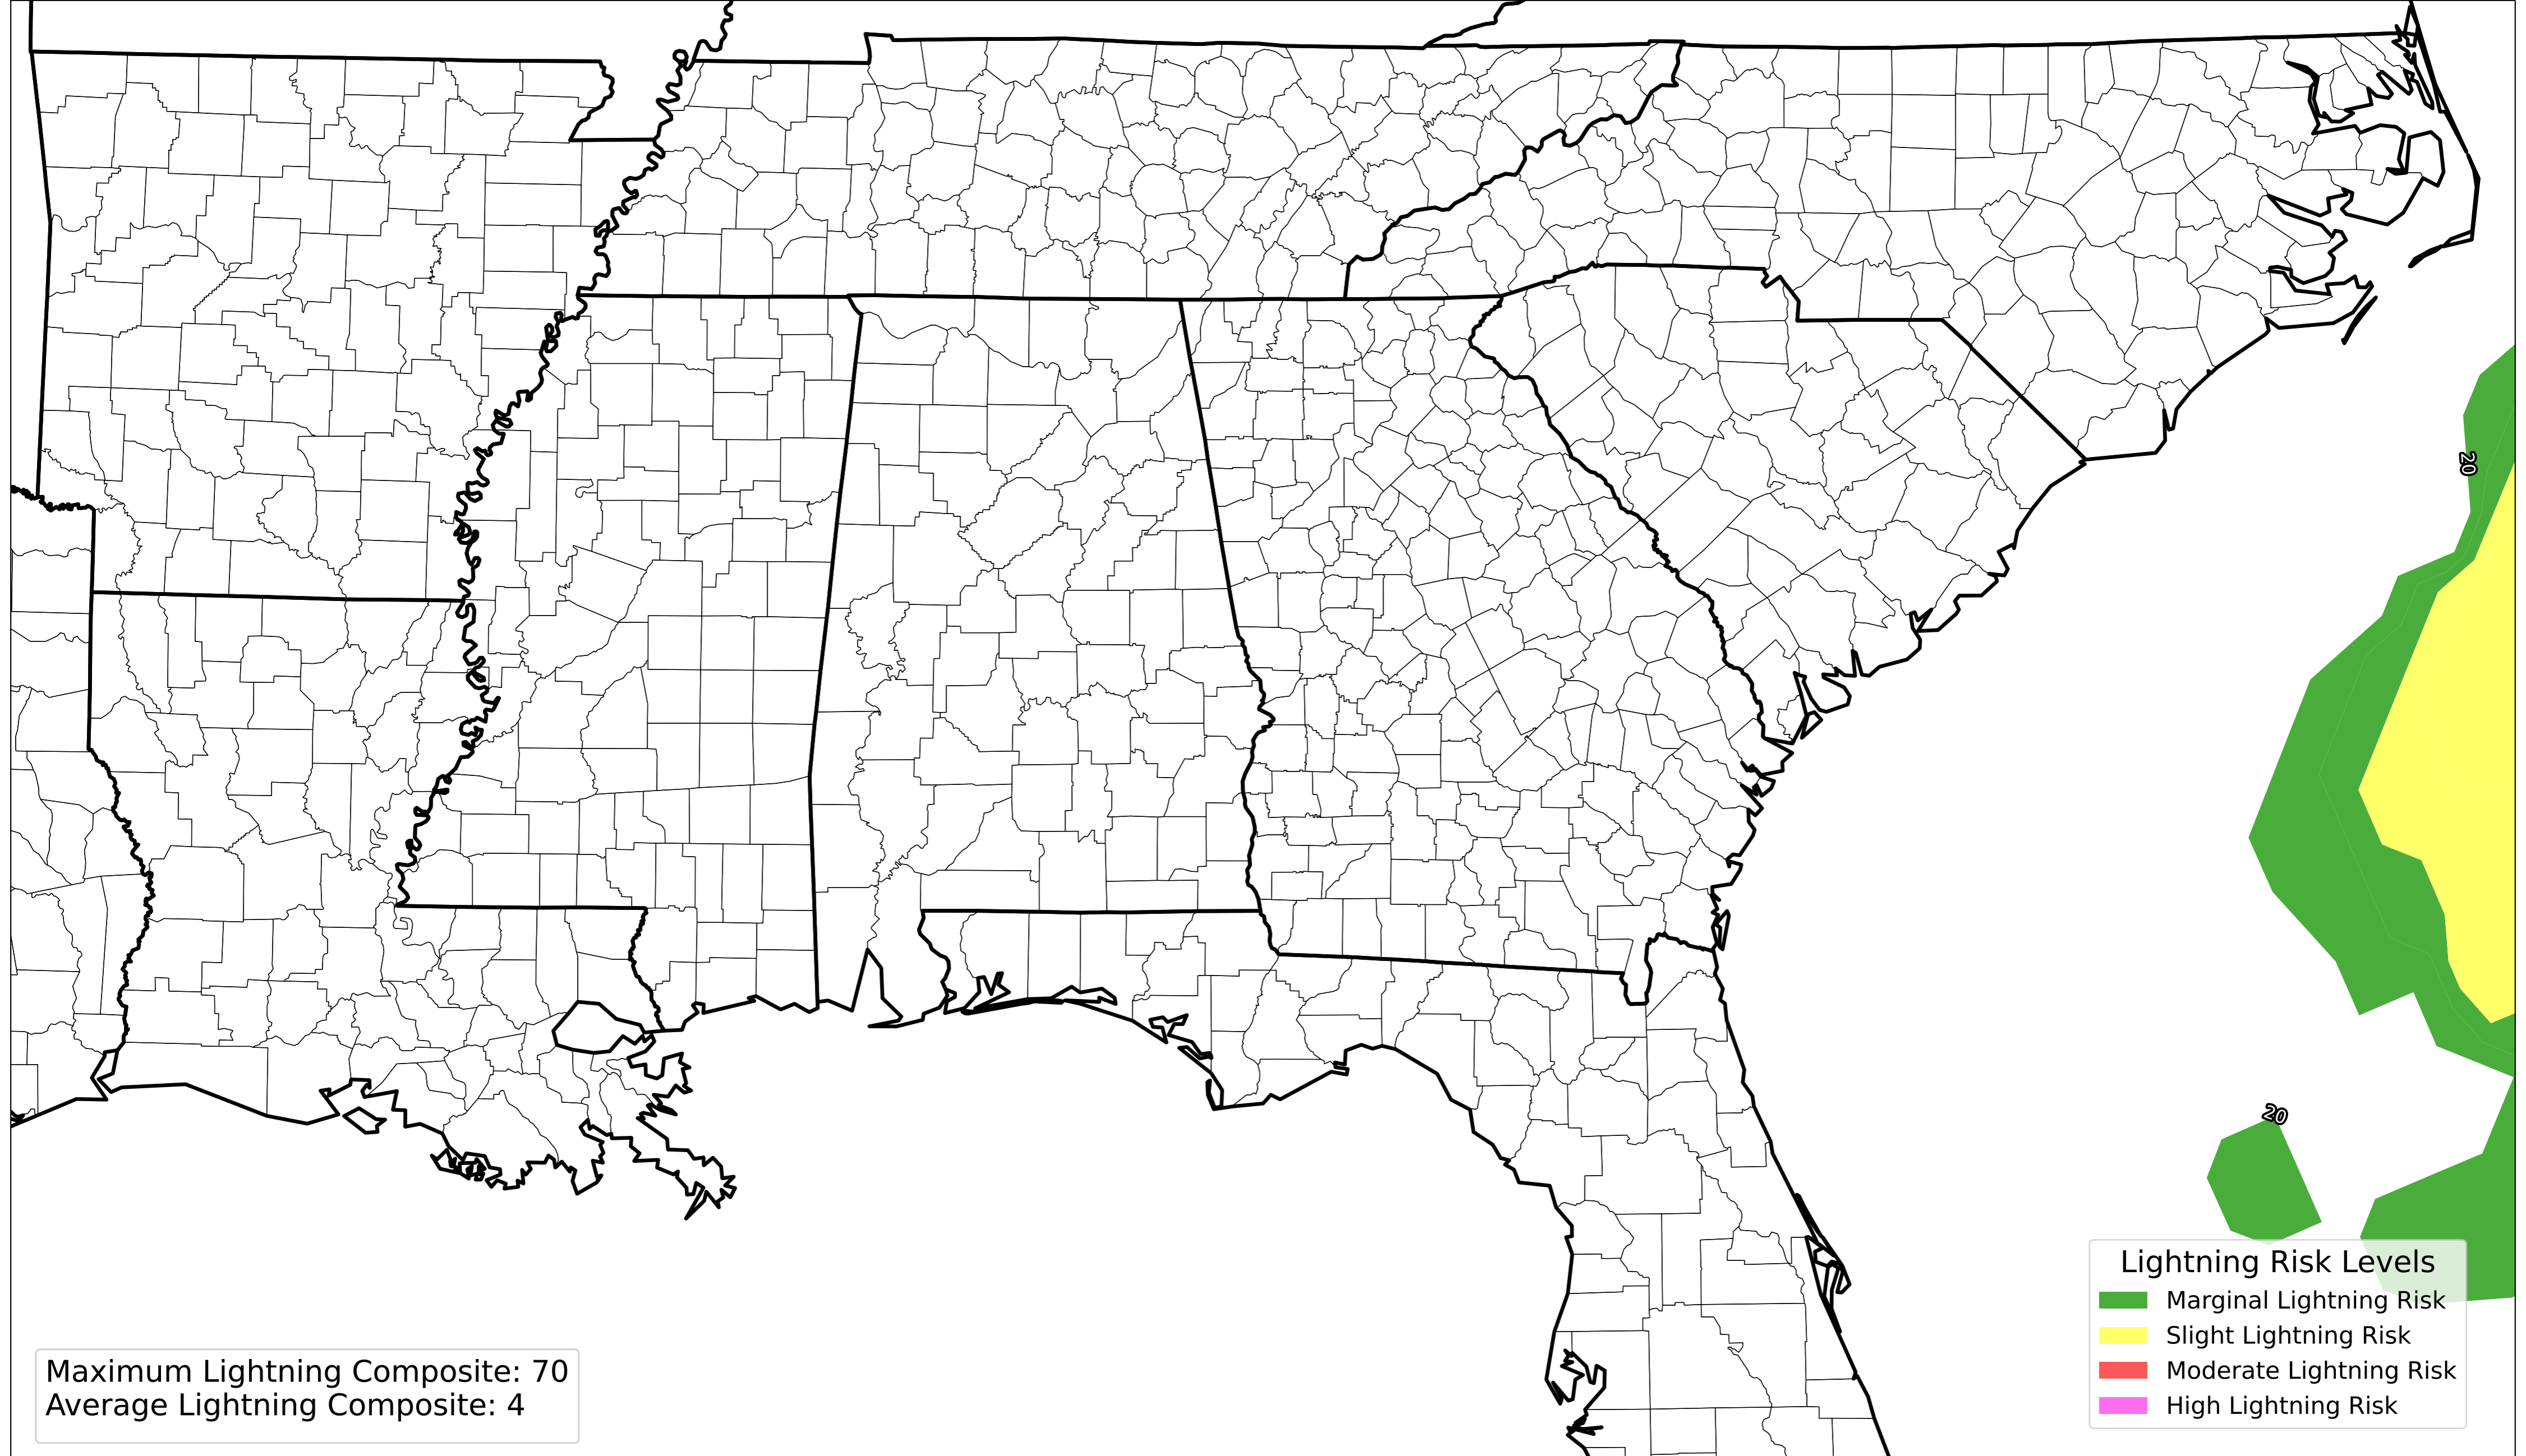 20
20
Lightning Risk Levels
Marginal Lightning Risk
Slight Lightning Risk
Moderate Lightning Risk
High Lightning Risk
Maximum Lightning Composite: 70
Average Lightning Composite: 4